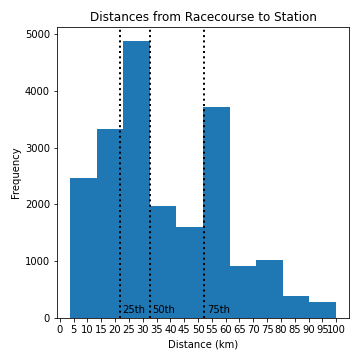 Distances from Racecourse to Station
Frequency
5000
4000
3000
2000
1000
0
25th 50th 75th
0 5 10 15 20 25 30 35 40 45 50 55 60 65 70 75 80 85 90 95 100
Distance (km)